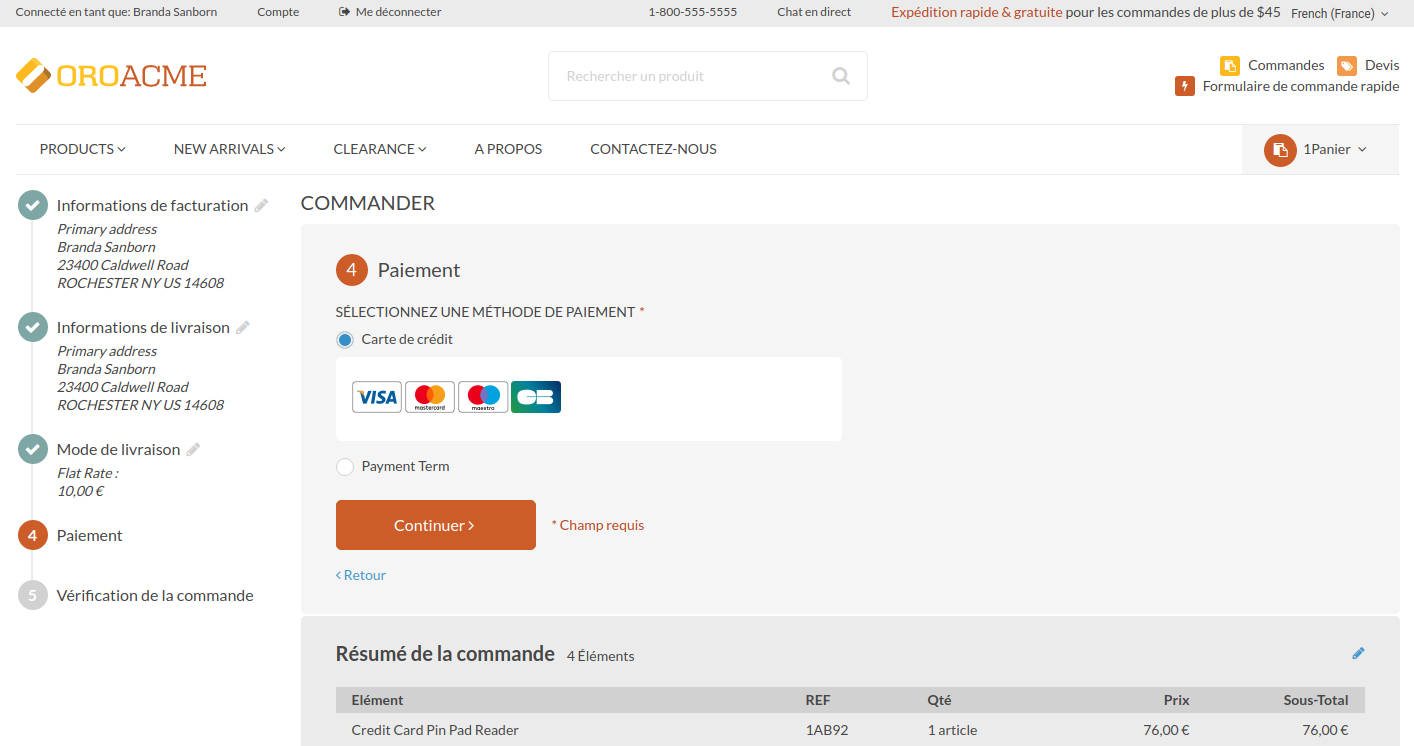 Connecté en tant que: Branda Sanborn Compte Me déconnecter 1-800-555-5555 Chat en direct Expédition rapide & gratuite pour les commandes de plus de $45 French (France)
OROACME
Rechercher un produit
Commandes Devis
Formulaire de commande rapide
PRODUCTS NEW ARRIVALS CLEARANCE A PROPOS CONTACTEZ-NOUS 1Panier
Informations de facturation
Primary address
Branda Sanborn
23400 Caldwell Road
ROCHESTER NY US 14608
Informations de livraison
Primary address
Branda Sanborn
23400 Caldwell Road
ROCHESTER NY US 14608
Mode de livraison
Flat Rate :
10,00 €
4 Paiement
5 Vérification de la commande
COMMANDER
4 Paiement
SÉLECTIONNEZ UNE MÉTHODE DE PAIEMENT *
Carte de crédit
VISA mastercard maestro CB
Payment Term
Continuer > * Champ requis
< Retour
Résumé de la commande 4 Éléments
Elément REF Qté Prix Sous-Total
Credit Card Pin Pad Reader 1AB92 1 article 76,00 € 76,00 €